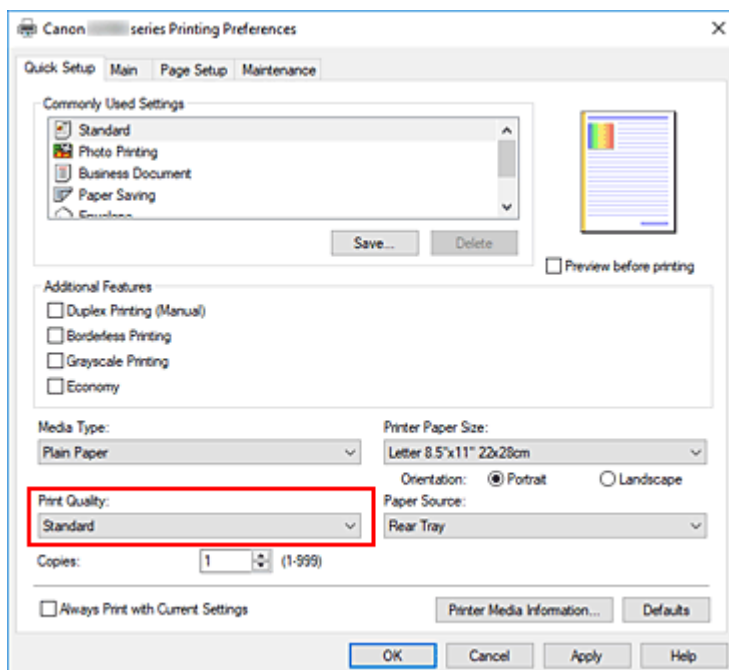 Canon series Printing Preferences
Quick Setup Main Page Setup Maintenance
Commonly Used Settings
Standard
Photo Printing
Business Document
Paper Saving
Envelope
Save... Delete
Preview before printing
Additional Features
Duplex Printing (Manual)
Borderless Printing
Grayscale Printing
Economy
Media Type: Printer Paper Size:
Plain Paper Letter 8.5"x11" 22x28cm
Orientation: Portrait Landscape
Print Quality: Paper Source:
Standard Rear Tray
Copies: 1 (1-999)
Always Print with Current Settings Printer Media Information... Defaults
OK Cancel Apply Help